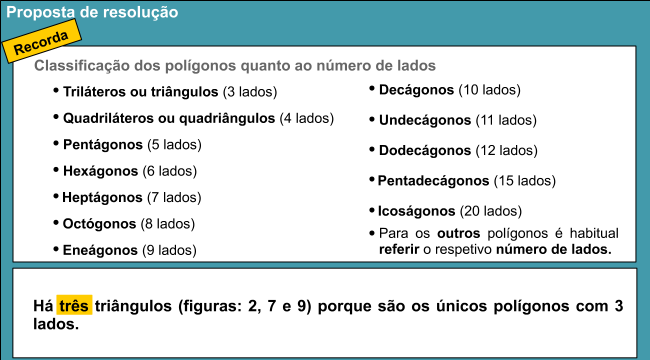 Proposta de resolução
Recorda
Classificação dos polígonos quanto ao número de lados
• Triláteros ou triângulos (3 lados)
• Quadriláteros ou quadriângulos (4 lados)
• Pentágonos (5 lados)
• Hexágonos (6 lados)
• Heptágonos (7 lados)
• Octógonos (8 lados)
• Eneágonos (9 lados)
• Decágonos (10 lados)
• Undecágonos (11 lados)
• Dodecágonos (12 lados)
• Pentadecágonos (15 lados)
• Icoságonos (20 lados)
• Para os outros polígonos é habitual
referir o respetivo número de lados.
Há três triângulos (figuras: 2, 7 e 9) porque são os únicos polígonos com 3
lados.